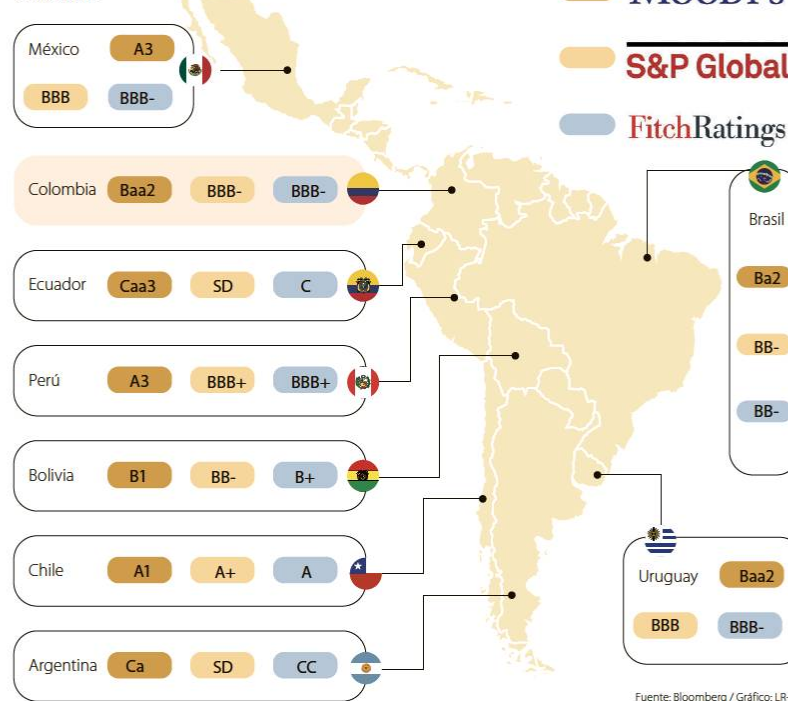 MOODY'S
S&P Global
FitchRatings
México A3
BBB BBB-
Colombia Baa2 BBB- BBB-
Ecuador Caa3 SD C
Perú A3 BBB+ BBB+
Bolivia B1 BB- B+
Chile A1 A+ A
Argentina Ca SD CC
Brasil
Ba2
BB-
BB-
Uruguay Baa2
BBB BBB-
Fuente: Bloomberg / Gráfico: LR-